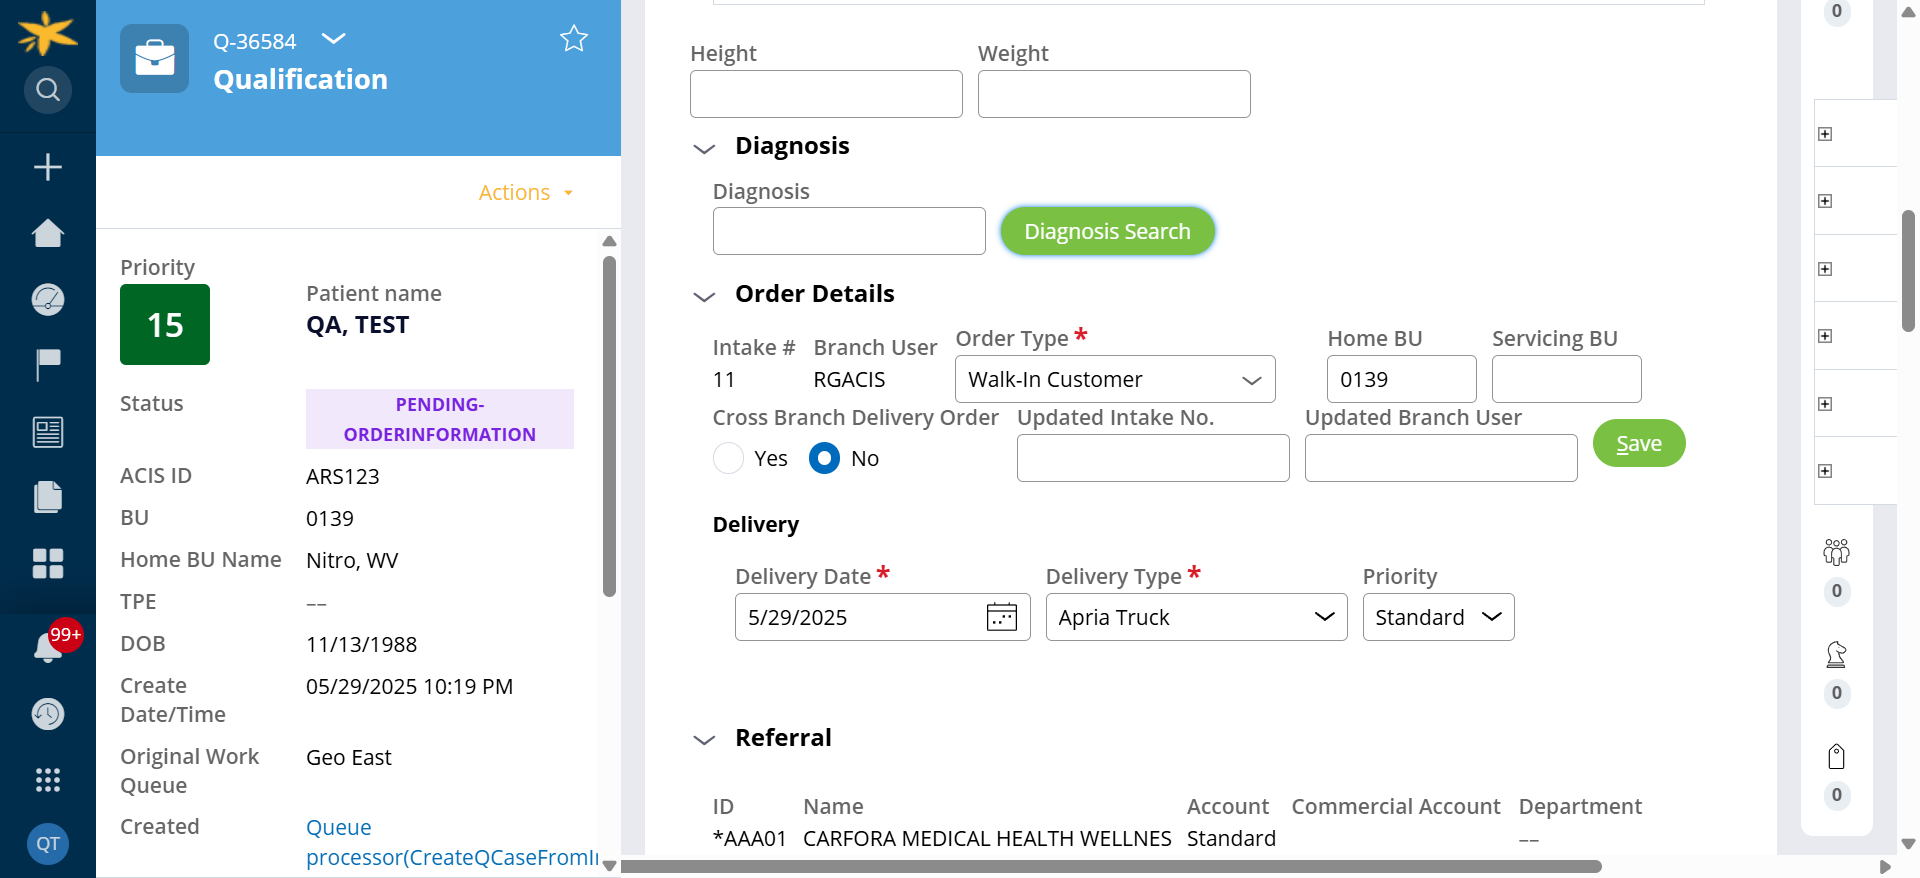 Q-36584
Qualification
Actions
Priority
15
Patient name
QA, TEST
Status
PENDING-
ORDERINFORMATION
ACIS ID
ARS123
BU
0139
Home BU Name
Nitro, WV
TPE
––
DOB
11/13/1988
Create
Date/Time
05/29/2025 10:19 PM
Original Work
Queue
Geo East
Created
Queue
processor(CreateQCaseFromI
99+
QT
Height
Weight
Diagnosis
Diagnosis
Diagnosis Search
Order Details
Intake #
11
Branch User
RGACIS
Order Type *
Walk-In Customer
Home BU
0139
Servicing BU
Cross Branch Delivery Order
Yes
No
Updated Intake No.
Updated Branch User
Save
Delivery
Delivery Date *
5/29/2025
Delivery Type *
Apria Truck
Priority
Standard
Referral
ID Name Account Commercial Account Department
*AAA01 CARFORA MEDICAL HEALTH WELLNES Standard ––
0
0
0
0